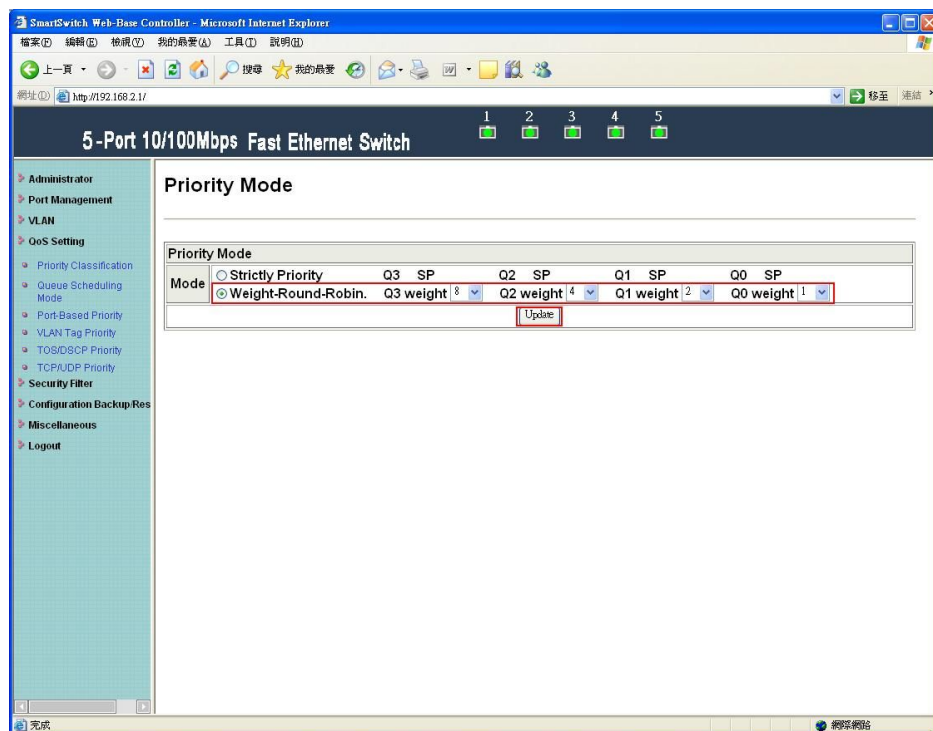 SmartSwitch Web-Base Controller - Microsoft Internet Explorer
檔案(F) 編輯(E) 檢視(V) 我的最愛(A) 工具(T) 說明(H)
上一頁 搜尋 我的最愛
網址(D) http://192.168.2.1/ 移至 連結 »
1 2 3 4 5
5-Port 10/100Mbps Fast Ethernet Switch
Administrator
Port Management
VLAN
QoS Setting
Priority Classification
Queue Scheduling
Mode
Port-Based Priority
VLAN Tag Priority
TOS/DSCP Priority
TCP/UDP Priority
Security Filter
Configuration Backup/Res
Miscellaneous
Logout
Priority Mode
Priority Mode
Mode
Strictly Priority Q3 SP Q2 SP Q1 SP Q0 SP
Weight-Round-Robin. Q3 weight 8 Q2 weight 4 Q1 weight 2 Q0 weight 1
Update
完成 網際網路